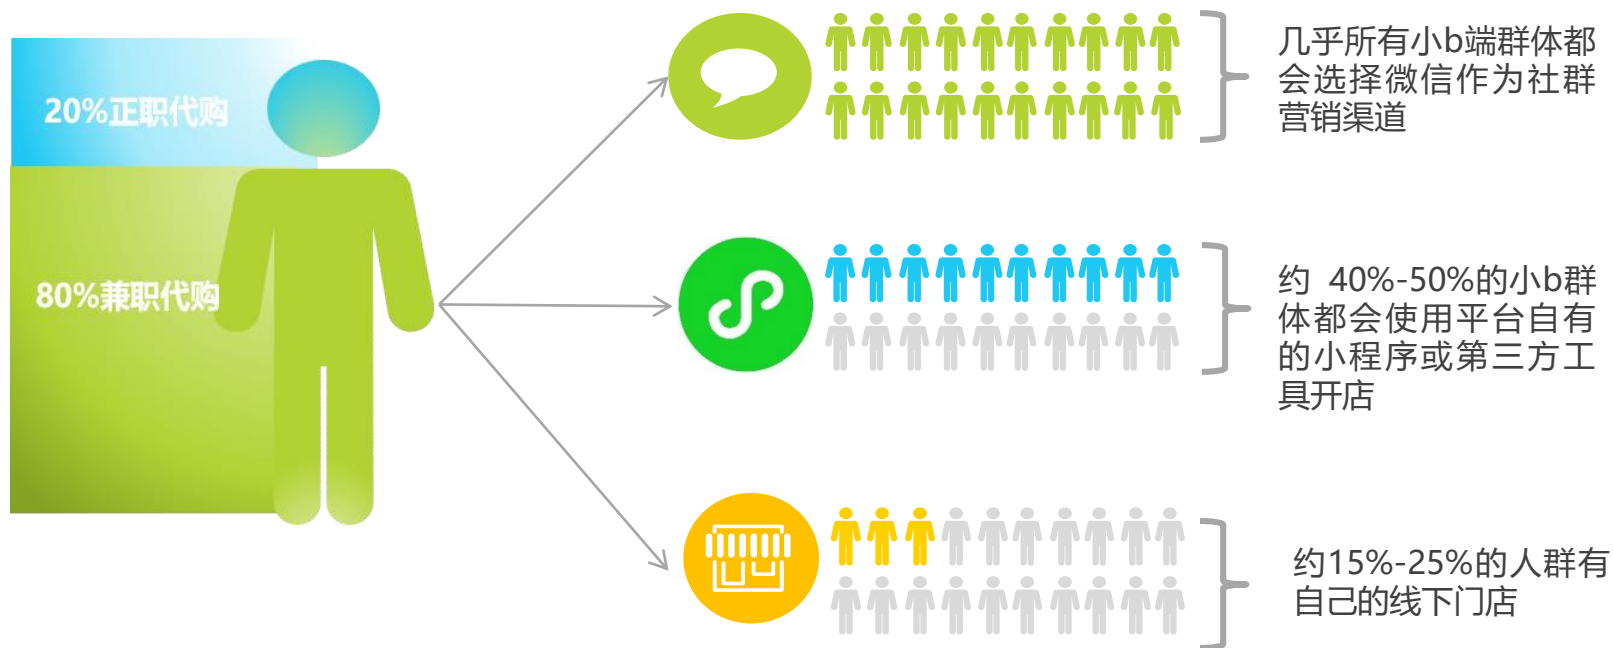 20%正职代购
80%兼职代购
几乎所有小b端群体都
会选择微信作为社群
营销渠道
约 40%-50%的小b群
体都会使用平台自有
的小程序或第三方工
具开店
约15%-25%的人群有
自己的线下门店